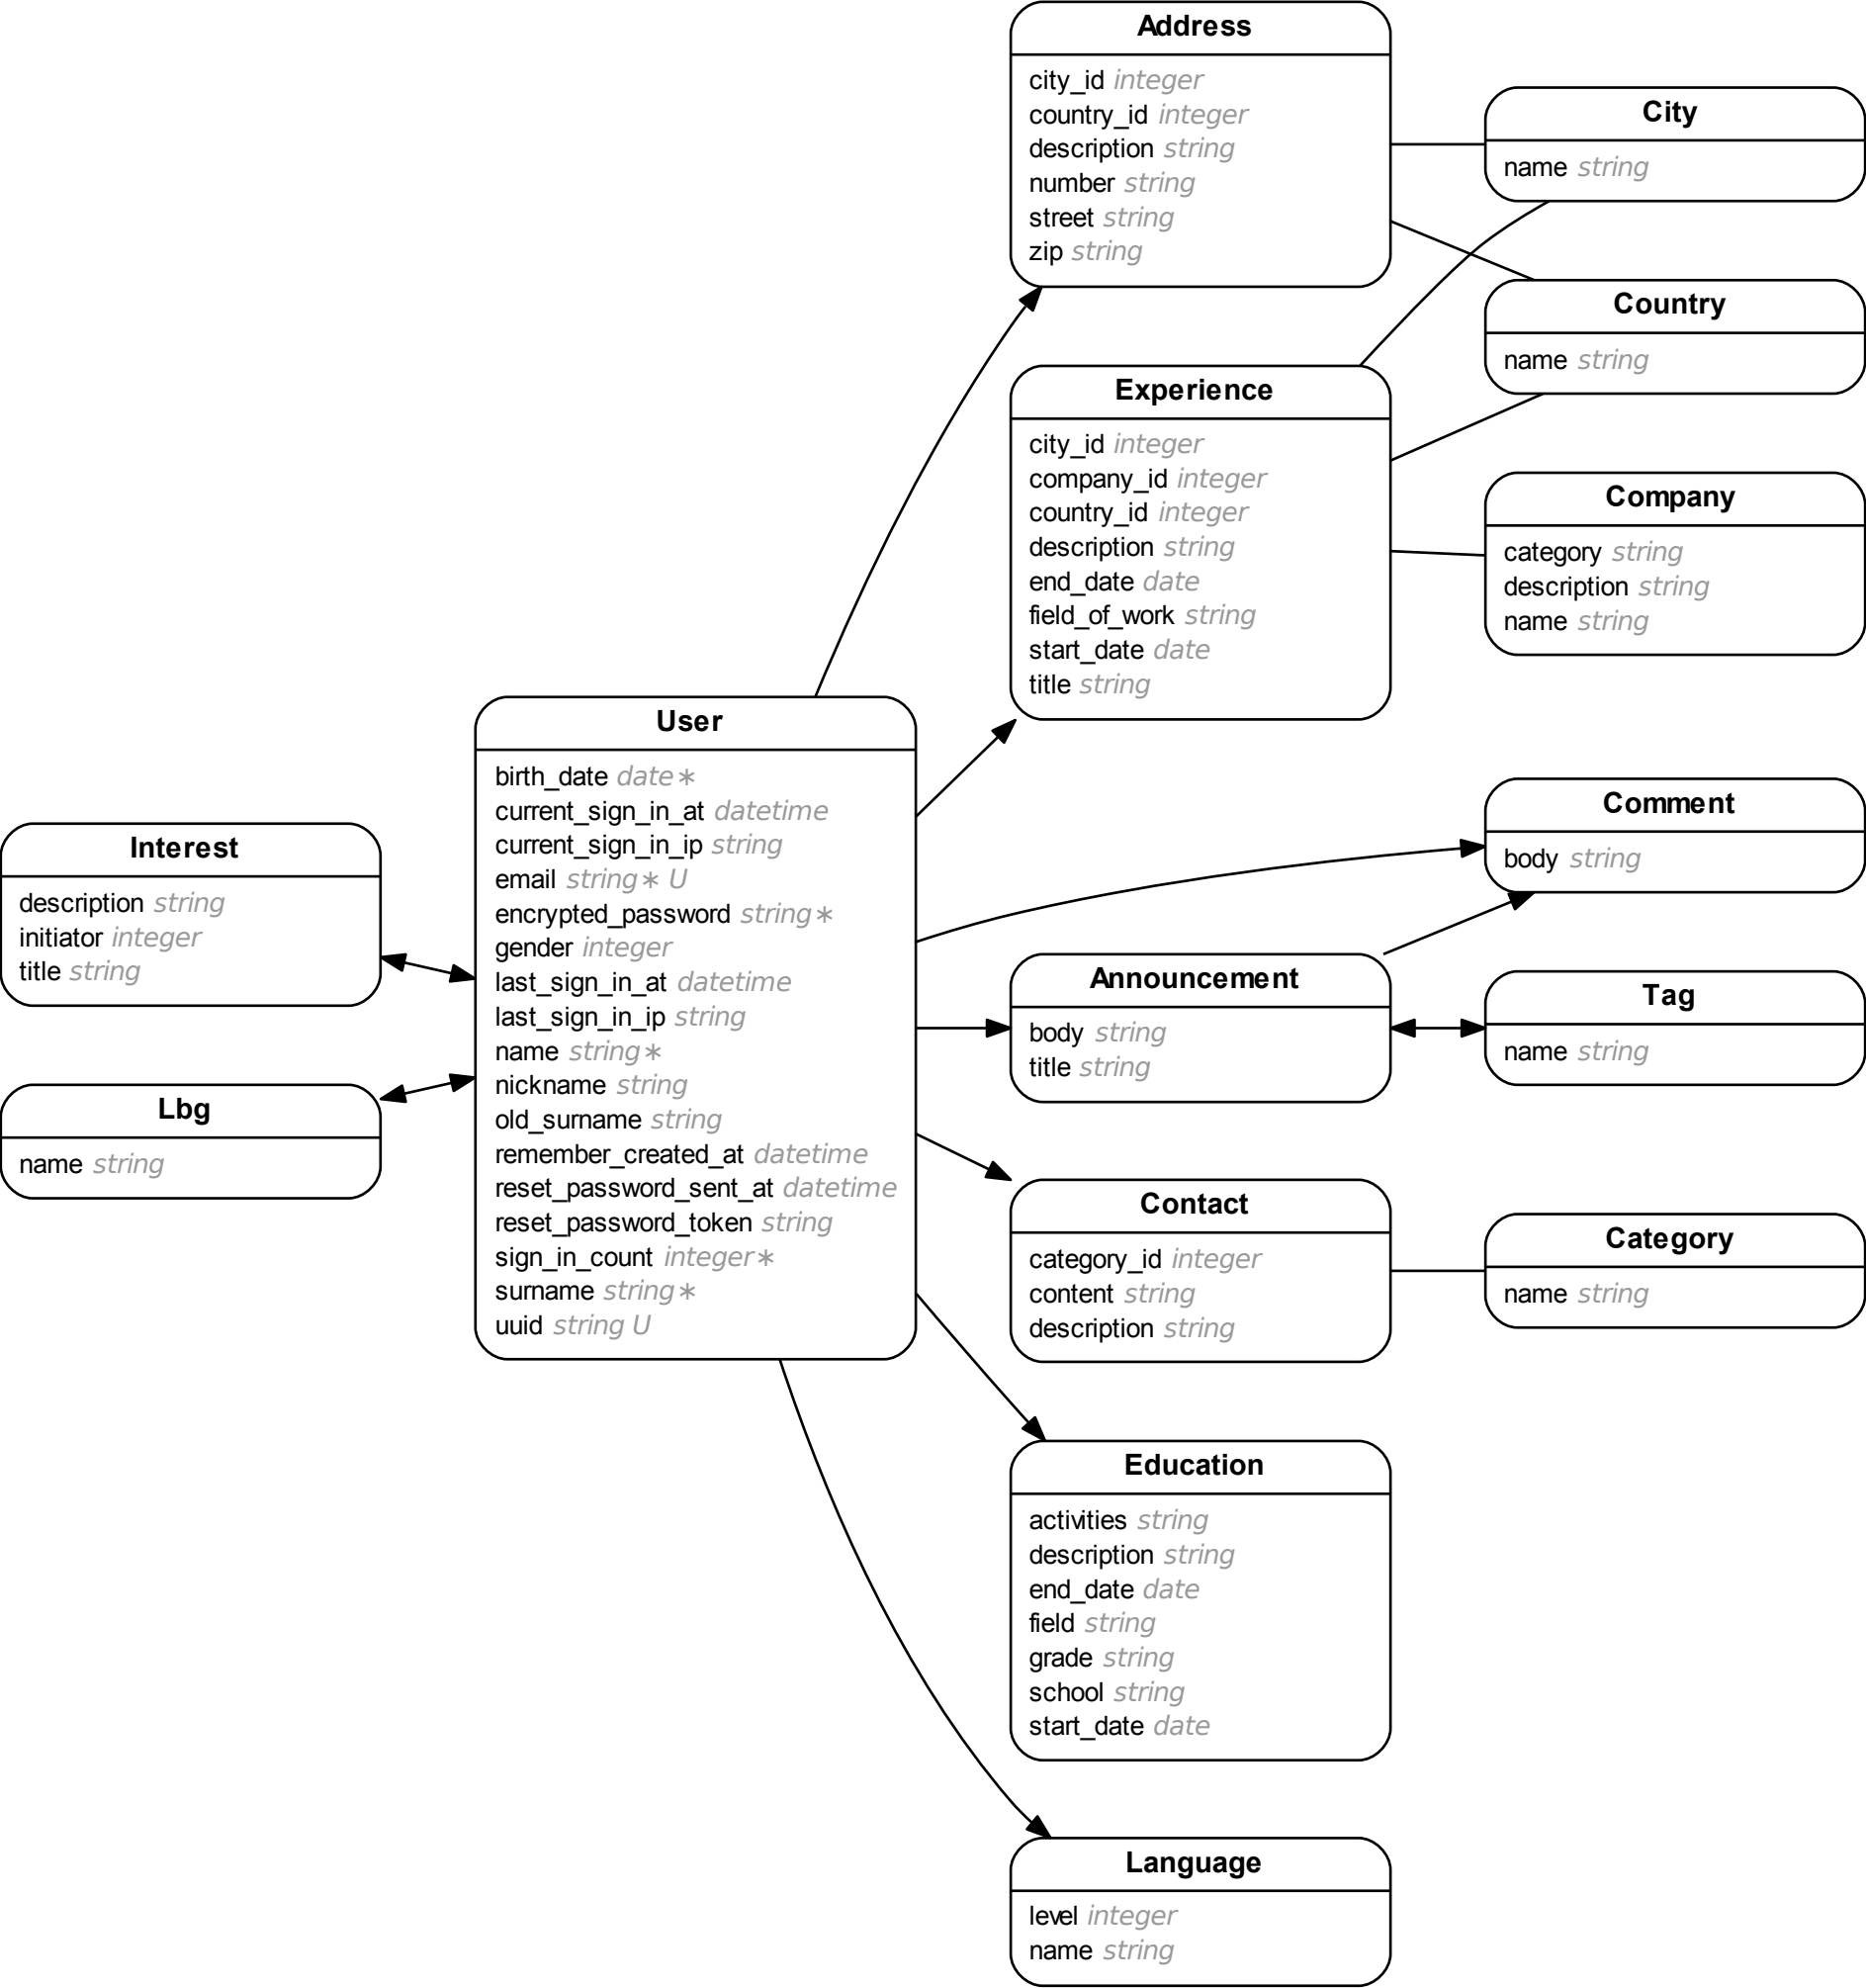 Address
city_id integer
country_id integer
description string
number string
street string
zip string
City
name string
Country
name string
Experience
city_id integer
company_id integer
country_id integer
description string
end_date date
field_of_work string
start_date date
title string
Company
category string
description string
name string
User
birth_date date∗
current_sign_in_at datetime
current_sign_in_ip string
email string∗ U
encrypted_password string∗
gender integer
last_sign_in_at datetime
last_sign_in_ip string
name string∗
nickname string
old_surname string
remember_created_at datetime
reset_password_sent_at datetime
reset_password_token string
sign_in_count integer∗
surname string∗
uuid string U
Interest
description string
initiator integer
title string
Lbg
name string
Comment
body string
Announcement
body string
title string
Tag
name string
Contact
category_id integer
content string
description string
Category
name string
Education
activities string
description string
end_date date
field string
grade string
school string
start_date date
Language
level integer
name string